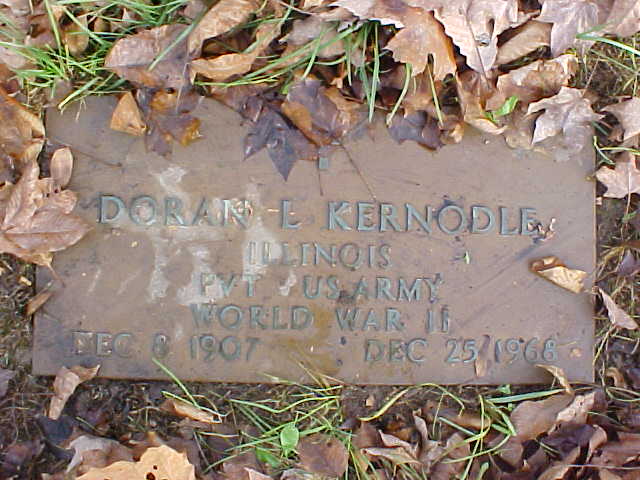 DORAN L KERNODLE
ILLINOIS
PVT US ARMY
WORLD WAR II
DEC 8 1907 DEC 25 1968